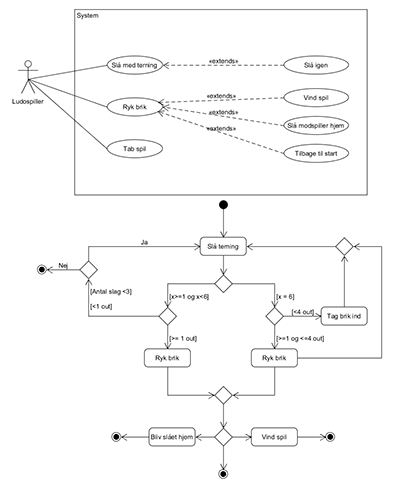 System
Slå med terning
«extends»
Slå igen
Ludospiller
Ryk brik
«extends»
Vind spil
«extends»
Slå modspiller hjem
«extends»
Tilbage til start
Tab spil
Ja
Slå terning
Nej
[Antal slag <3]
[<1 out]
[x>=1 og x<6]
[x = 6]
[<4 out]
Tag brik ind
[>= 1 out]
[>=1 og <=4 out]
Ryk brik
Ryk brik
Bliv slået hjem
Vind spil